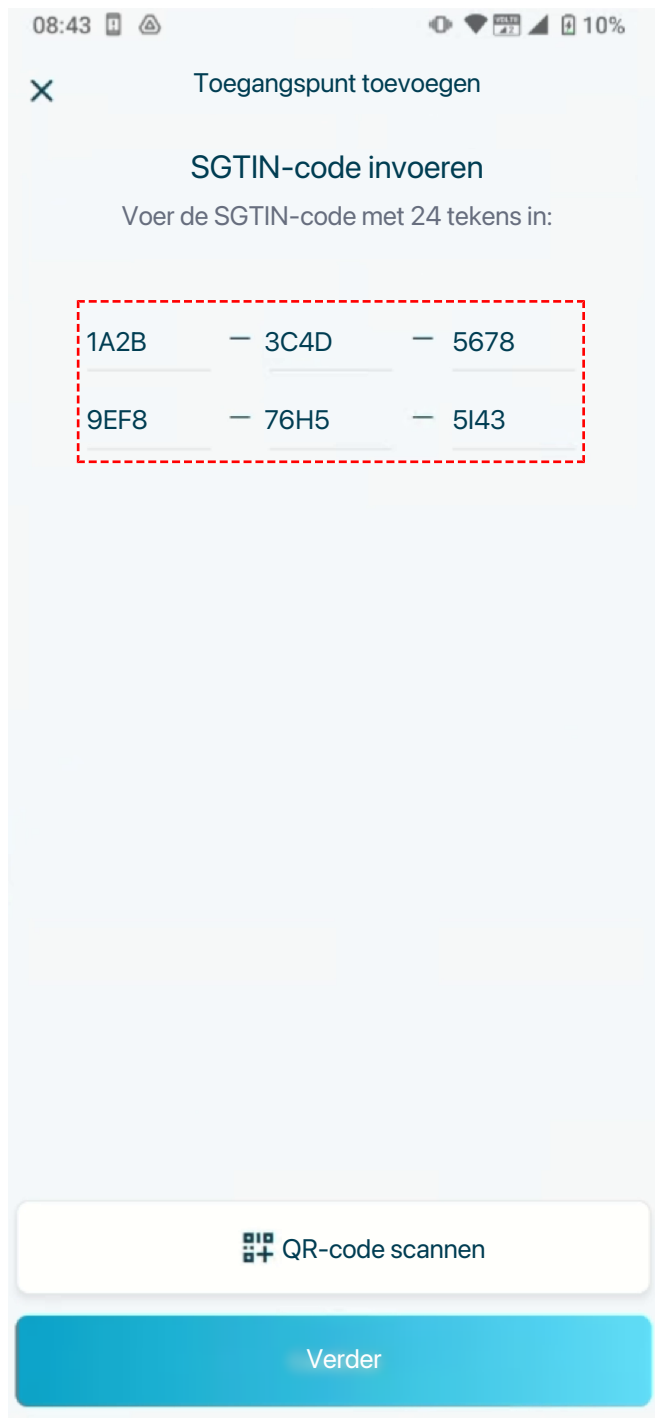 08:43 10%
Toegangspunt toevoegen
SGTIN-code invoeren
Voer de SGTIN-code met 24 tekens in:
1A2B – 3C4D – 5678
9EF8 – 76H5 – 5I43
QR-code scannen
Verder